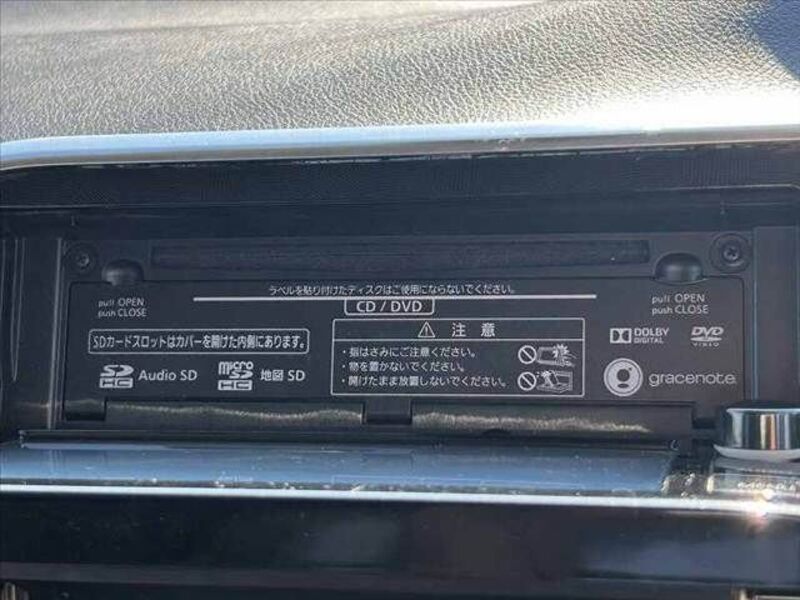 ラベルを貼り付けたディスクはご使用にならないでください。
pull OPEN
push CLOSE
CD / DVD
pull OPEN
push CLOSE
SDカードスロットはカバーを開けた内側にあります。
SD HC Audio SD
micro SD HC 地図 SD
注 意
・指はさみにご注意ください。
・物を置かないでください。
・開けたまま放置しないでください。
DOLBY
DIGITAL
DVD
VIDEO
gracenote.